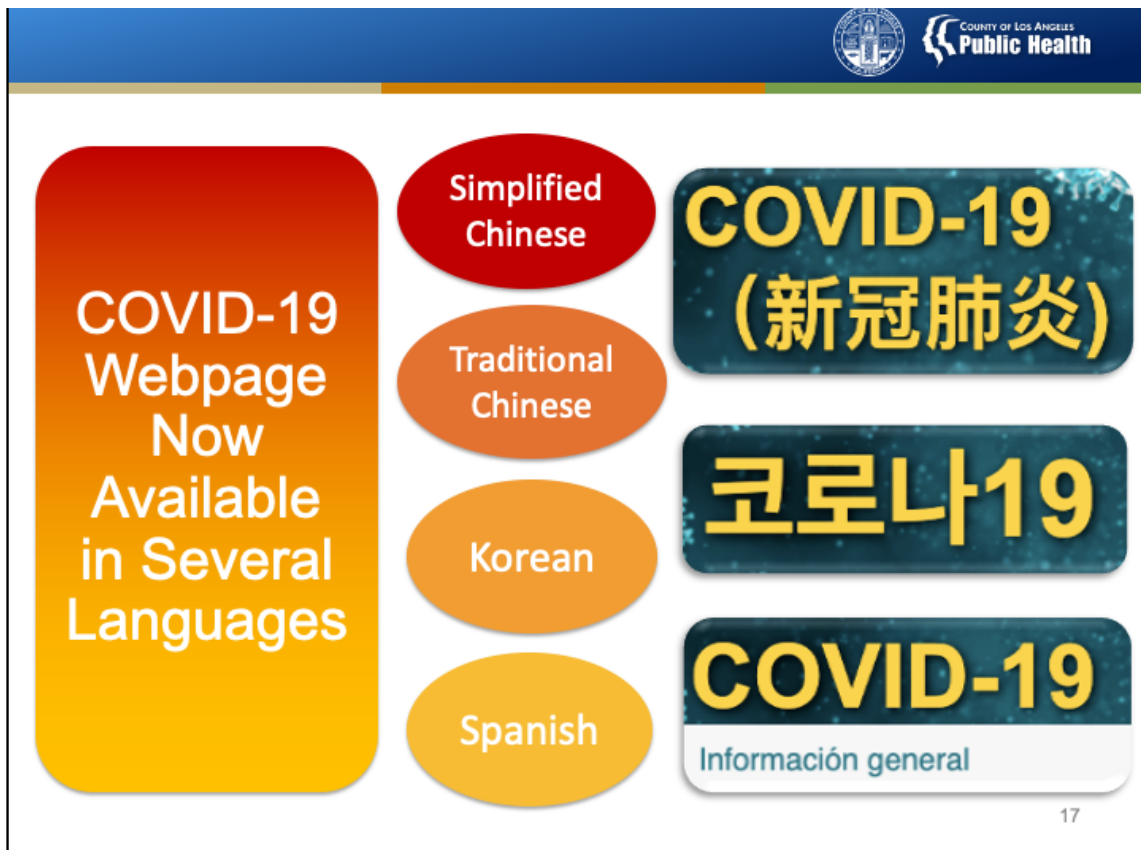 COUNTY OF LOS ANGELES
Public Health
COVID-19
Webpage
Now
Available
in Several
Languages
Simplified
Chinese
Traditional
Chinese
Korean
Spanish
COVID-19
（新冠肺炎)
코로나19
COVID-19
Información general
17